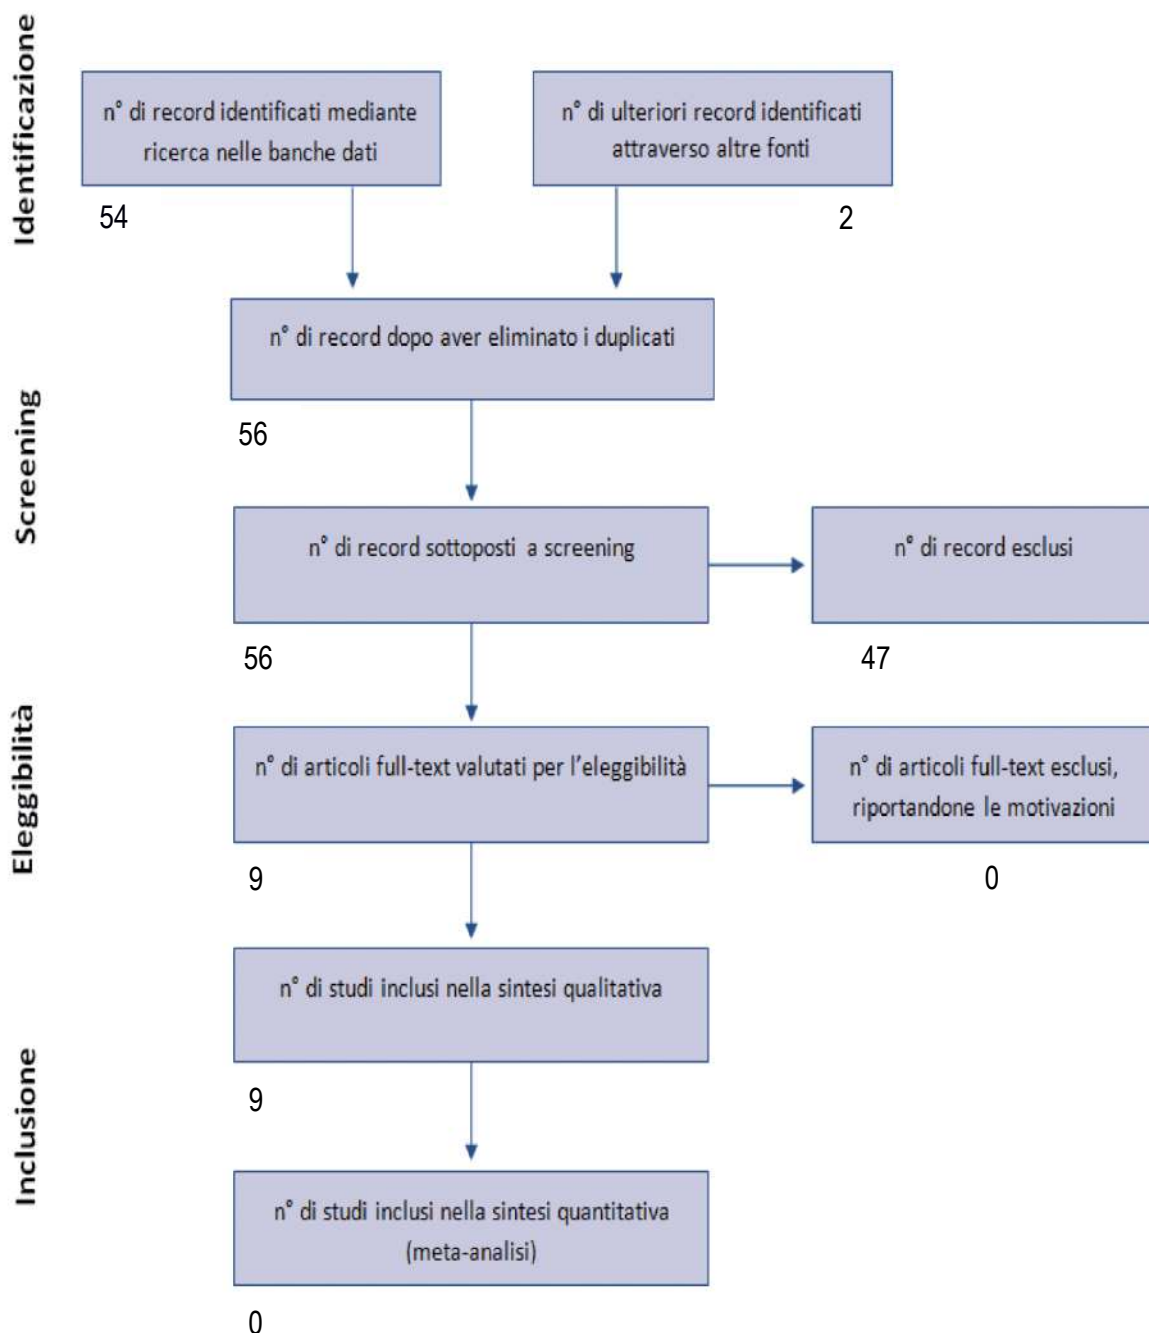 Identificazione
n° di record identificati mediante
ricerca nelle banche dati
54
n° di ulteriori record identificati
attraverso altre fonti
2
Screening
n° di record dopo aver eliminato i duplicati
56
n° di record sottoposti a screening
56
n° di record esclusi
47
Eleggibilità
n° di articoli full-text valutati per l'eleggibilità
9
n° di articoli full-text esclusi,
riportandone le motivazioni
0
Inclusione
n° di studi inclusi nella sintesi qualitativa
9
n° di studi inclusi nella sintesi quantitativa
(meta-analisi)
0